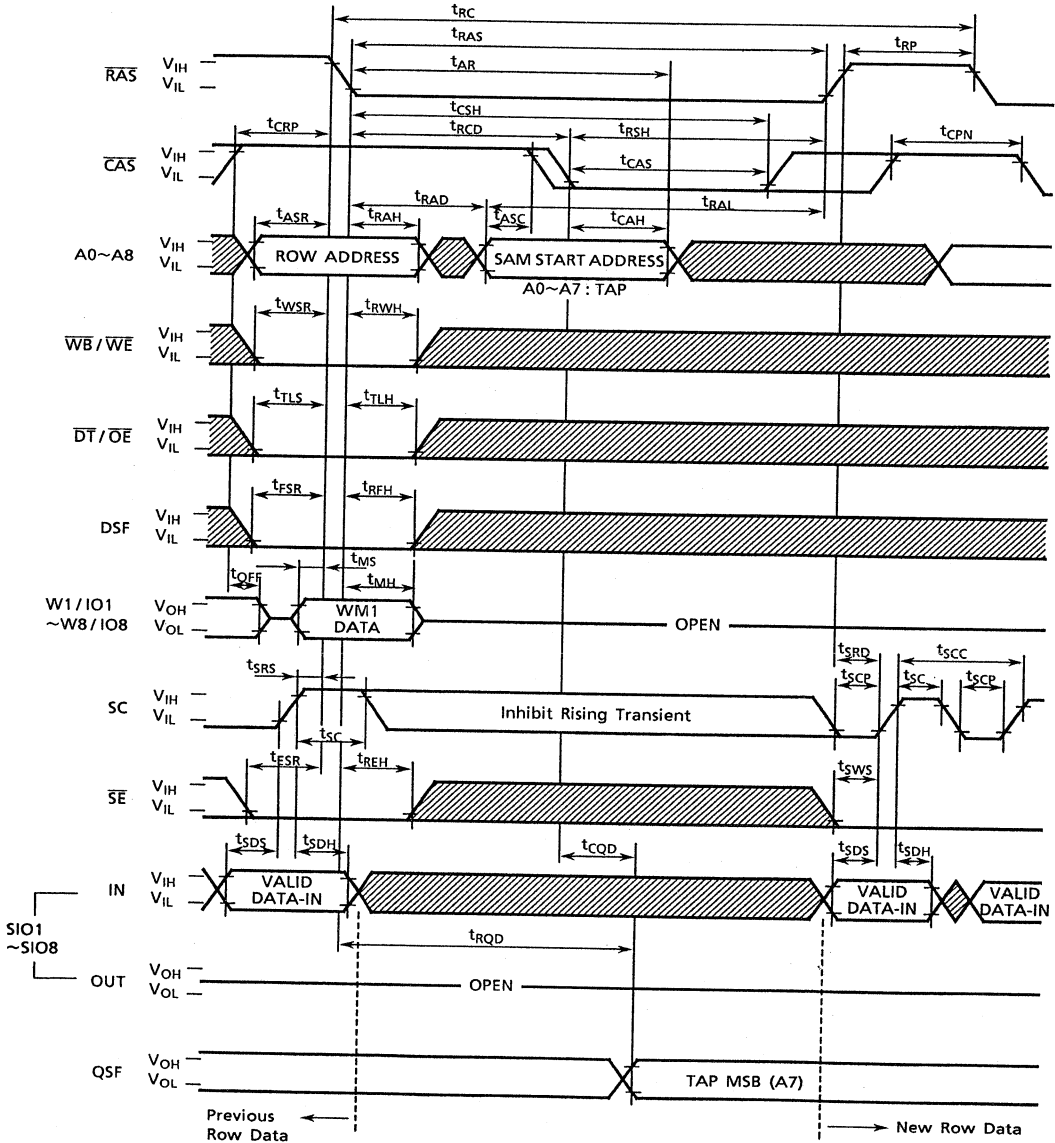 tRC
tRAS
tRP
tAR
RAS
VIH
VIL
tCSH
tCRP
tRCD
tRSH
tCPN
CAS
VIH
VIL
tCAS
tRAD
tRAL
tASR
tRAH
tASC
tCAH
A0~A8
VIH
VIL
ROW ADDRESS
SAM START ADDRESS
A0~A7 : TAP
tWSR
tRWH
WB / WE
VIH
VIL
tTLS
tTLH
DT / OE
VIH
VIL
tFSR
tRFH
DSF
VIH
VIL
tOFF
tMS
tMH
W1 / IO1
~W8 / IO8
VOH
VOL
WM1
DATA
OPEN
tSRD
tSCC
tSRS
tSCP
tSC
tSCP
SC
VIH
VIL
Inhibit Rising Transient
tSC
tESR
tREH
tSWS
SE
VIH
VIL
tSDS
tSDH
tCQD
tSDS
tSDH
IN
VIH
VIL
VALID
DATA-IN
VALID
DATA-IN
VALID
DATA-IN
SIO1
~SIO8
tRQD
OUT
VOH
VOL
OPEN
QSF
VOH
VOL
TAP MSB (A7)
Previous
Row Data
New Row Data